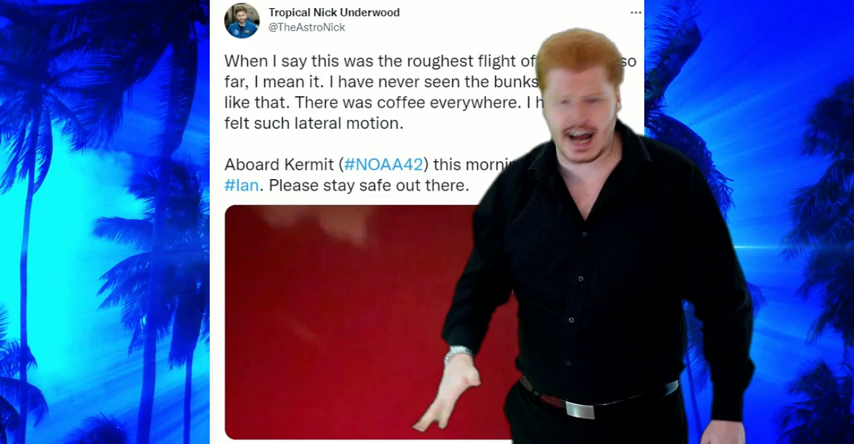 Tropical Nick Underwood
@TheAstroNick
When I say this was the roughest flight of so
far, I mean it. I have never seen the bunks
like that. There was coffee everywhere. I
felt such lateral motion.
Aboard Kermit (#NOAA42) this
#Ian. Please stay safe out there.